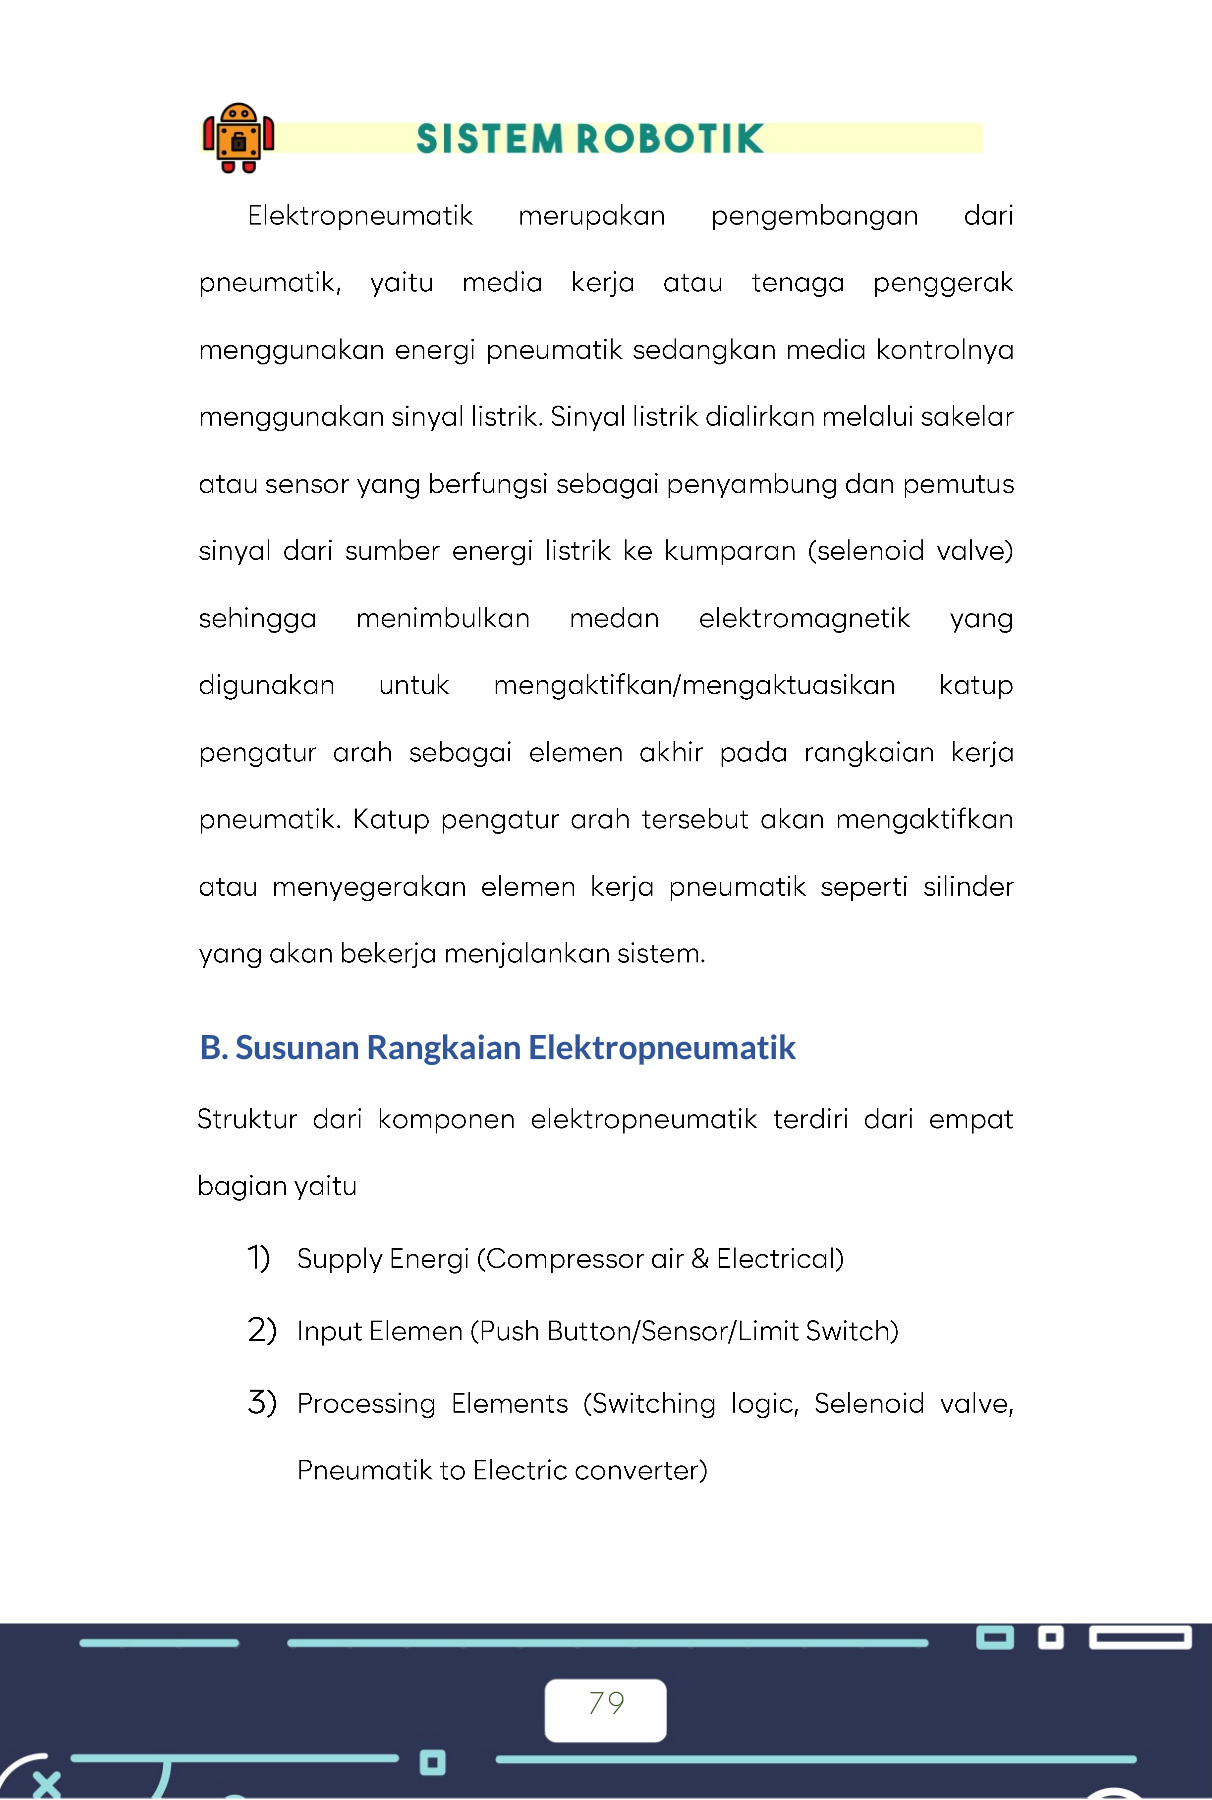 SISTEM ROBOTIK
Elektropneumatik merupakan pengembangan dari
pneumatik, yaitu media kerja atau tenaga penggerak
menggunakan energi pneumatik sedangkan media kontrolnya
menggunakan sinyal listrik. Sinyal listrik dialirkan melalui sakelar
atau sensor yang berfungsi sebagai penyambung dan pemutus
sinyal dari sumber energi listrik ke kumparan (selenoid valve)
sehingga menimbulkan medan elektromagnetik yang
digunakan untuk mengaktifkan/mengaktuasikan katup
pengatur arah sebagai elemen akhir pada rangkaian kerja
pneumatik. Katup pengatur arah tersebut akan mengaktifkan
atau menyegerakan elemen kerja pneumatik seperti silinder
yang akan bekerja menjalankan sistem.
B. Susunan Rangkaian Elektropneumatik
Struktur dari komponen elektropneumatik terdiri dari empat
bagian yaitu
1) Supply Energi (Compressor air & Electrical)
2) Input Elemen (Push Button/Sensor/Limit Switch)
3) Processing Elements (Switching logic, Selenoid valve,
Pneumatik to Electric converter)
79